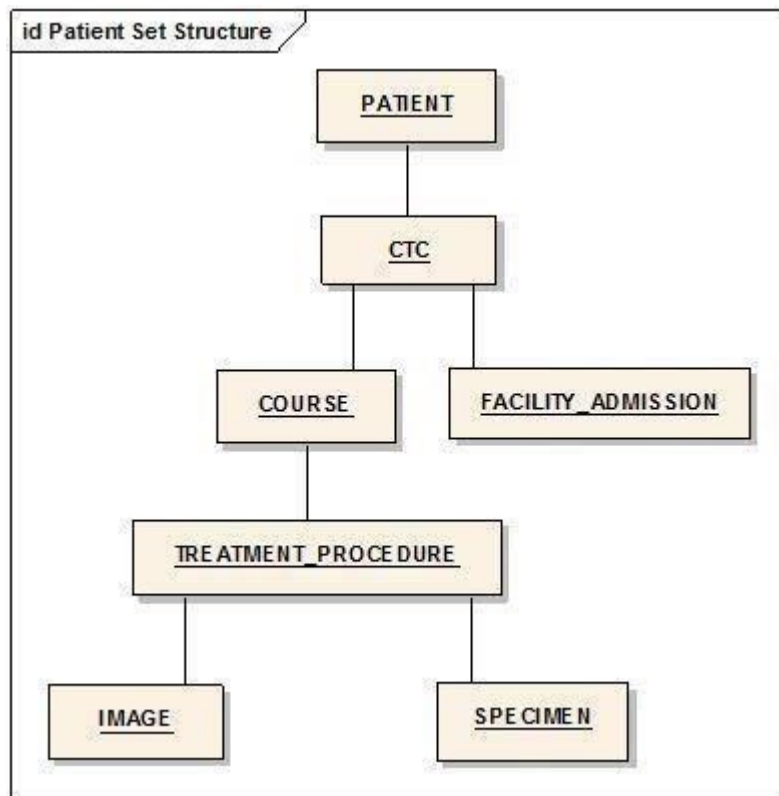 id Patient Set Structure
PATIENT
CTC
COURSE
FACILITY_ADMISSION
TREATMENT_PROCEDURE
IMAGE
SPECIMEN